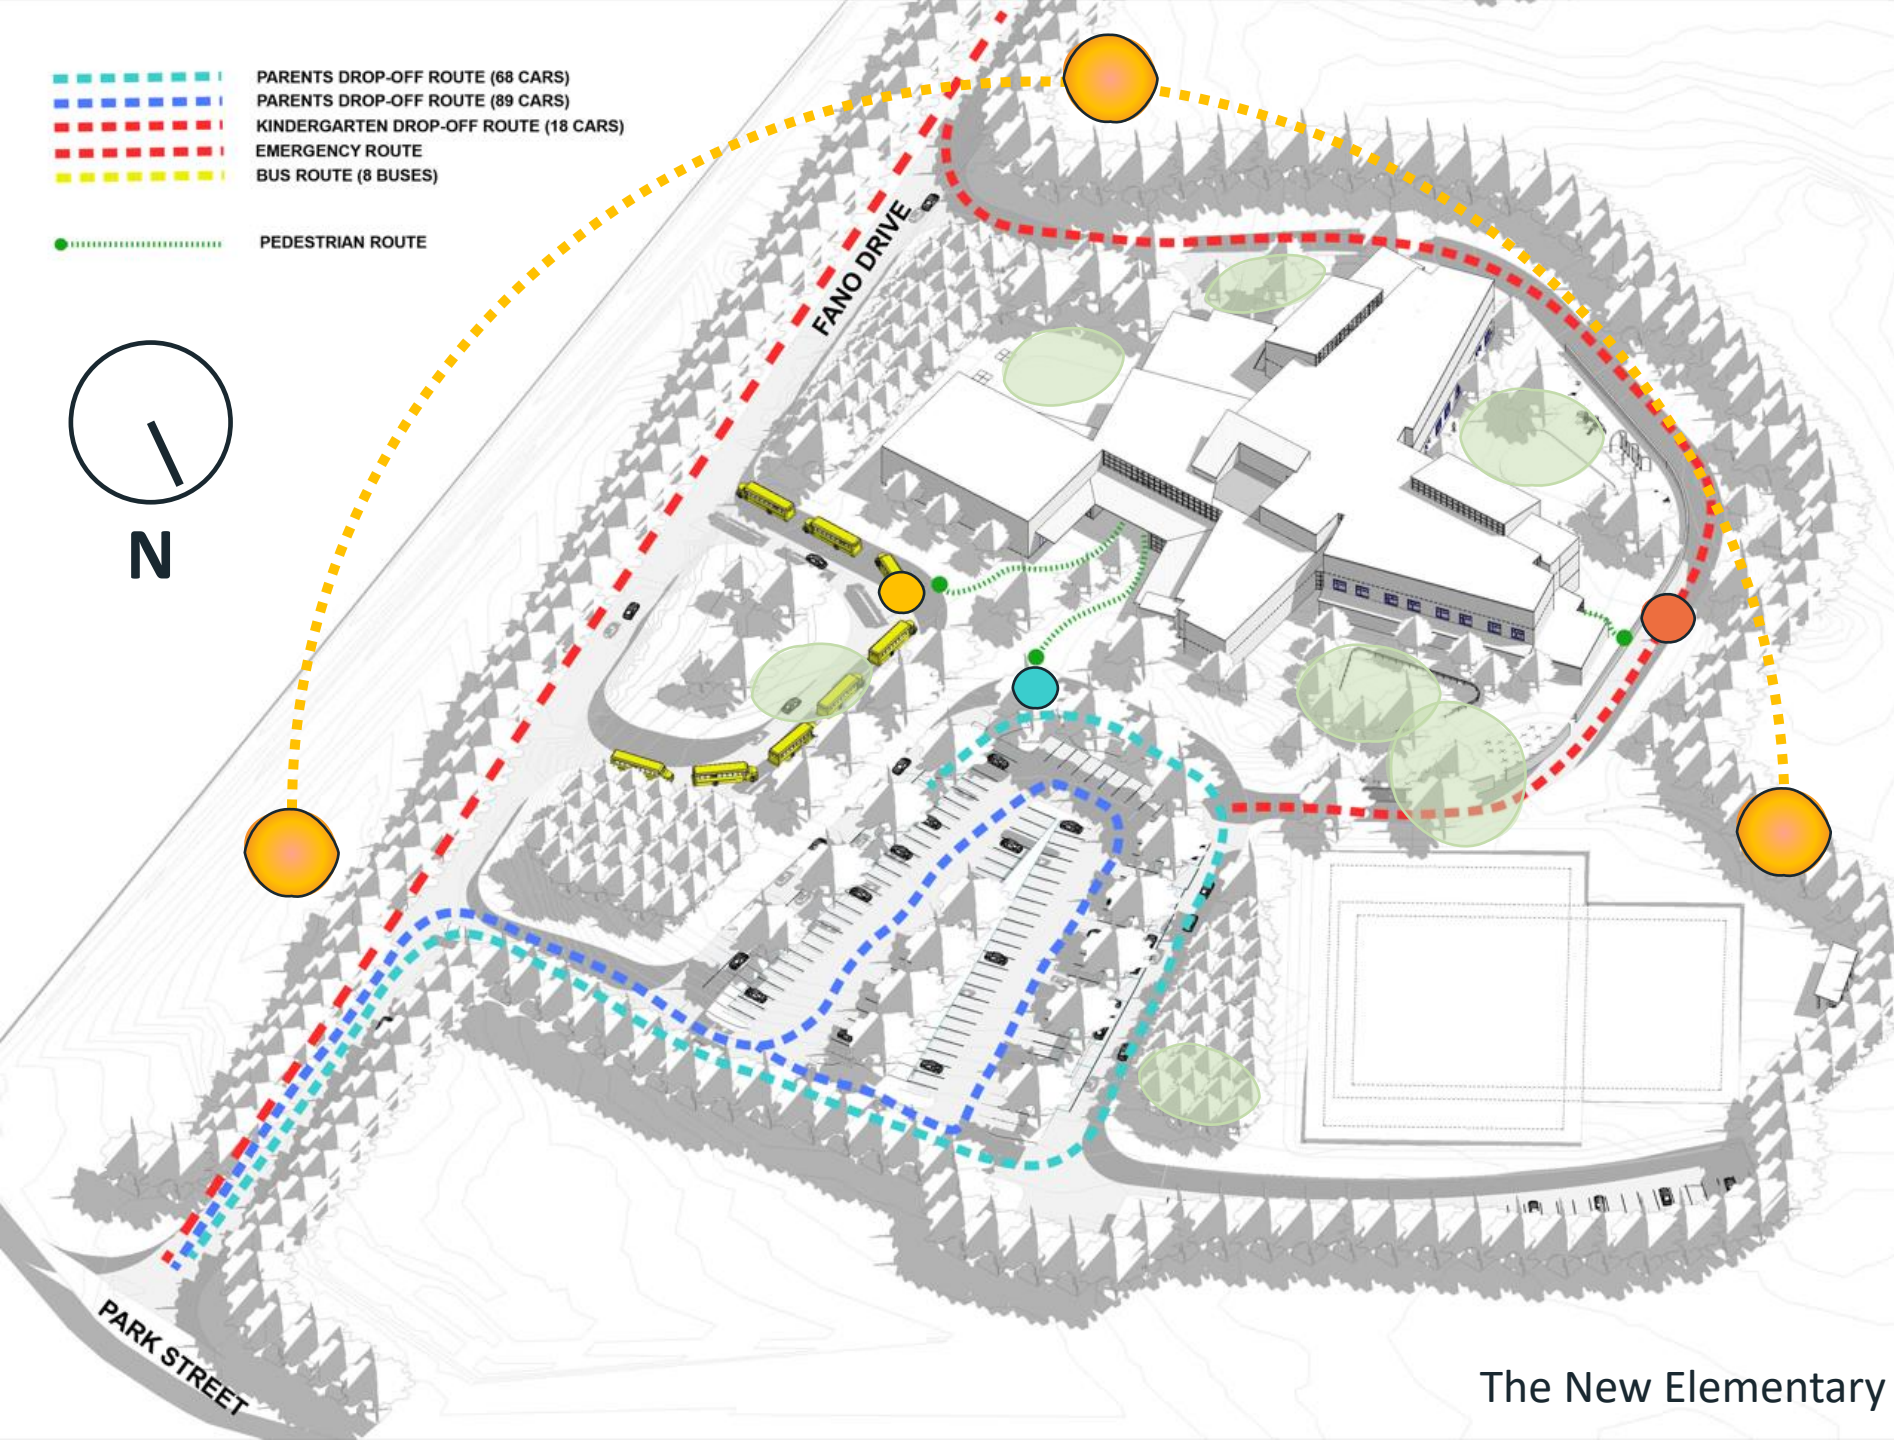 PARENTS DROP-OFF ROUTE (68 CARS)
PARENTS DROP-OFF ROUTE (89 CARS)
KINDERGARTEN DROP-OFF ROUTE (18 CARS)
EMERGENCY ROUTE
BUS ROUTE (8 BUSES)
PEDESTRIAN ROUTE
FANO DRIVE
N
PARK STREET
The New Elementary